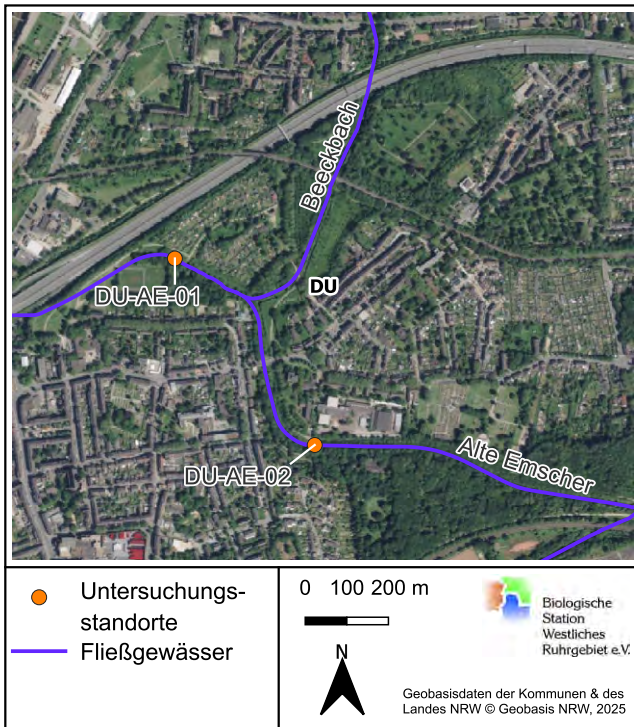 Beeckbach
DU
DU-AE-01
DU-AE-02
Alte Emscher
Untersuchungs-
standorte
Fließgewässer
0 100 200 m
N
Biologische
Station
Westliches
Ruhrgebiet e.V.
Geobasisdaten der Kommunen & des
Landes NRW © Geobasis NRW, 2025